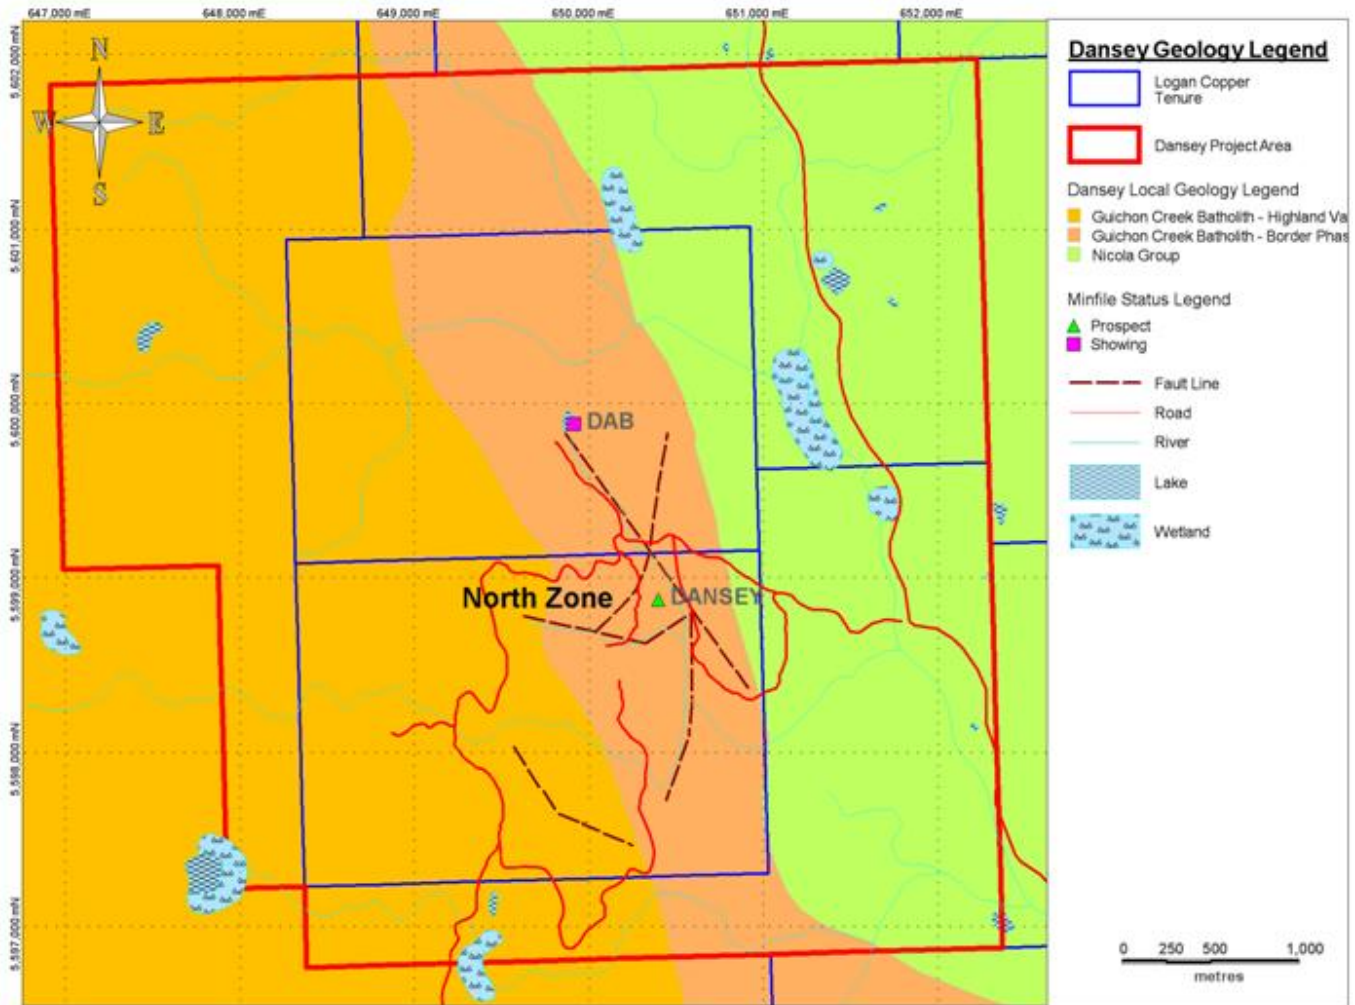 647,000 mE
648,000 mE
649,000 mE
650,000 mE
651,000 mE
652,000 mE
5,602,000 mN
5,601,000 mN
5,600,000 mN
5,599,000 mN
5,598,000 mN
5,597,000 mN
N
W
E
S
DAB
North Zone
DANSEY
Dansey Geology Legend
Logan Copper
Tenure
Dansey Project Area
Dansey Local Geology Legend
Guichon Creek Batholith - Highland Va
Guichon Creek Batholith - Border Phas
Nicola Group
Minfile Status Legend
Prospect
Showing
Fault Line
Road
River
Lake
Wetland
0 250 500 1,000
metres